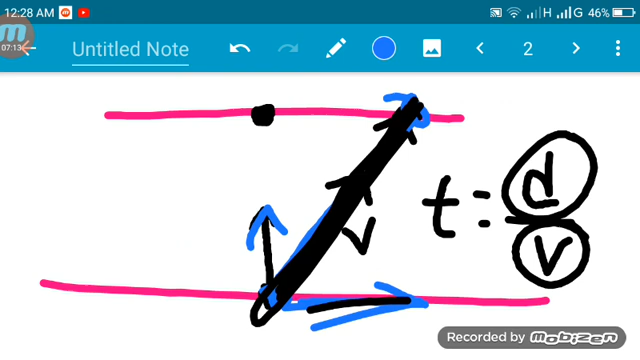 12:28 AM
H
G 46%
07:13
Untitled Note
2
t = d
v
v
Recorded by mobizen